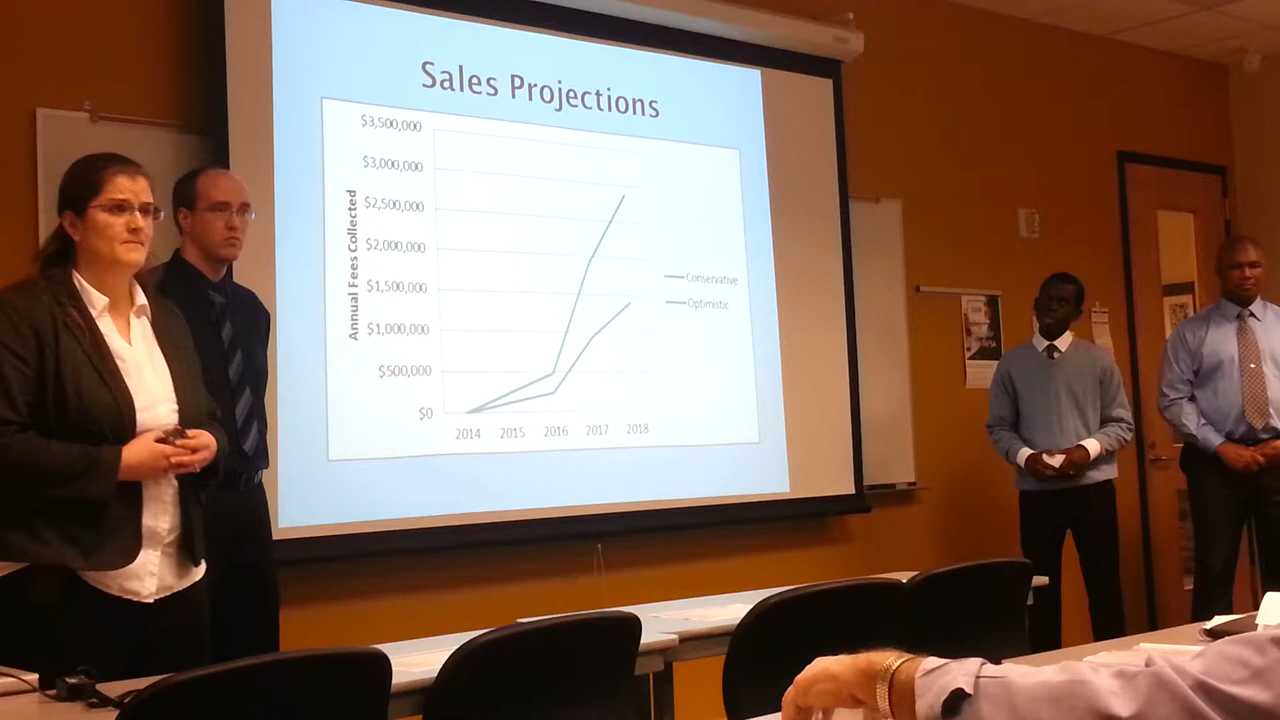 Sales Projections
$3,500,000
$3,000,000
$2,500,000
$2,000,000
$1,500,000
$1,000,000
$500,000
$0
Annual Fees Collected
2014 2015 2016 2017 2018
Conservative
Optimistic